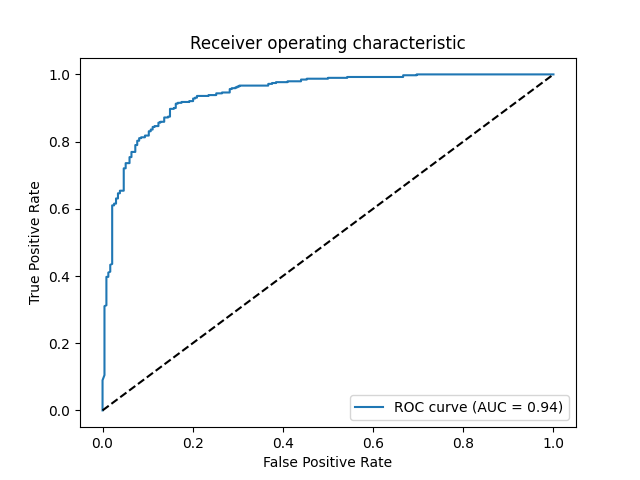 Receiver operating characteristic
1.0
0.8
0.6
0.4
0.2
0.0
True Positive Rate
ROC curve (AUC = 0.94)
0.0 0.2 0.4 0.6 0.8 1.0
False Positive Rate